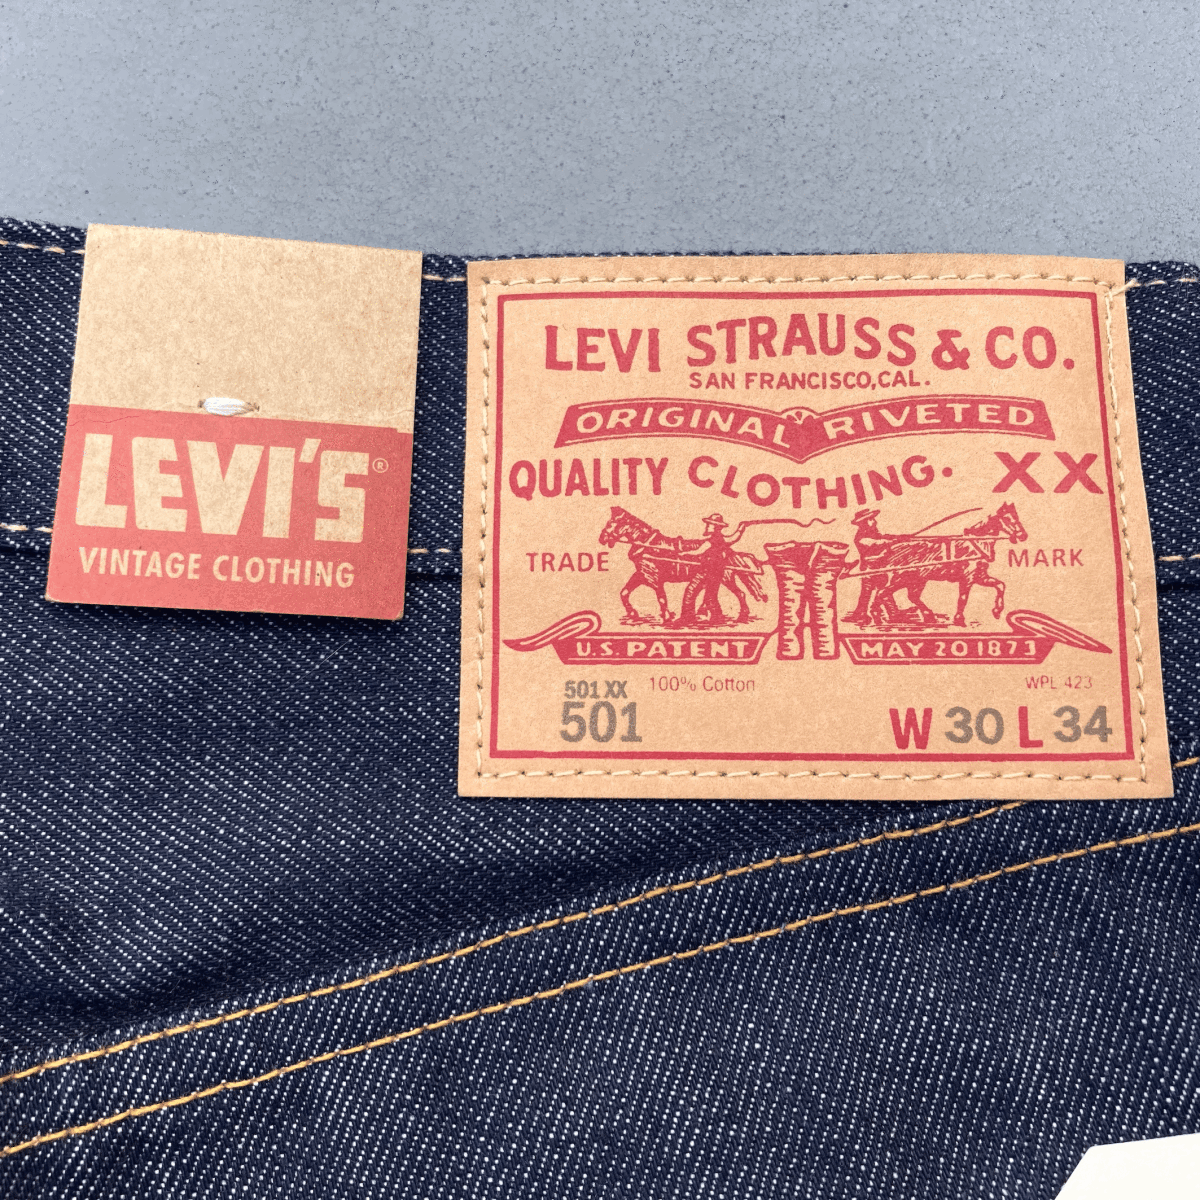 LEVI'S®
VINTAGE CLOTHING
LEVI STRAUSS & CO.
SAN FRANCISCO, CAL.
ORIGINAL RIVETED
QUALITY CLOTHING. XX
TRADE MARK
U.S. PATENT MAY 20 1873
501 XX 100% Cotton WPL 423
501 W 30 L 34